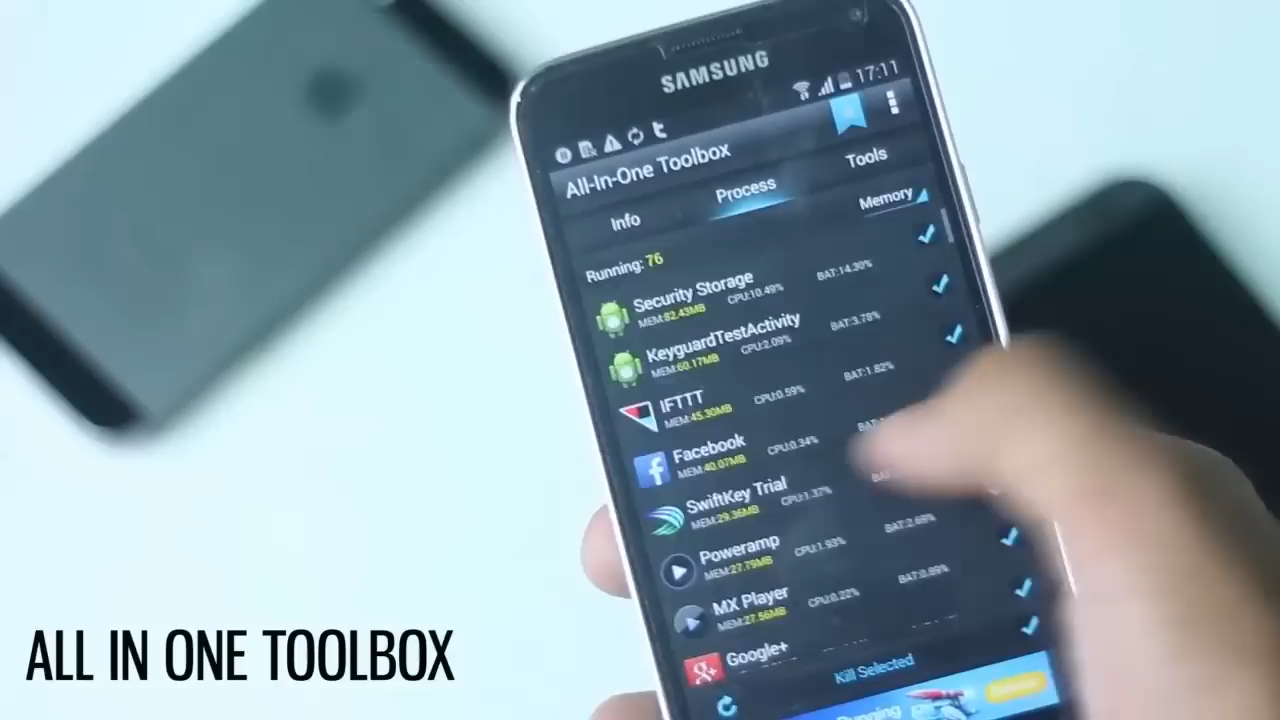 SAMSUNG
17:11
All-In-One Toolbox
Info
Process
Tools
Memory
Running: 76
Security Storage
MEM:82.43MB CPU:10.49% BAT:14.30%
KeyguardTestActivity
MEM:60.17MB CPU:2.09% BAT:3.78%
IFTTT
MEM:45.30MB CPU:0.59% BAT:1.82%
Facebook
MEM:40.07MB CPU:0.34%
SwiftKey Trial
MEM:29.36MB CPU:1.37%
Poweramp
MEM:27.79MB CPU:1.93% BAT:2.69%
MX Player
MEM:27.56MB CPU:0.22% BAT:0.89%
Google+
Kill Selected
ALL IN ONE TOOLBOX